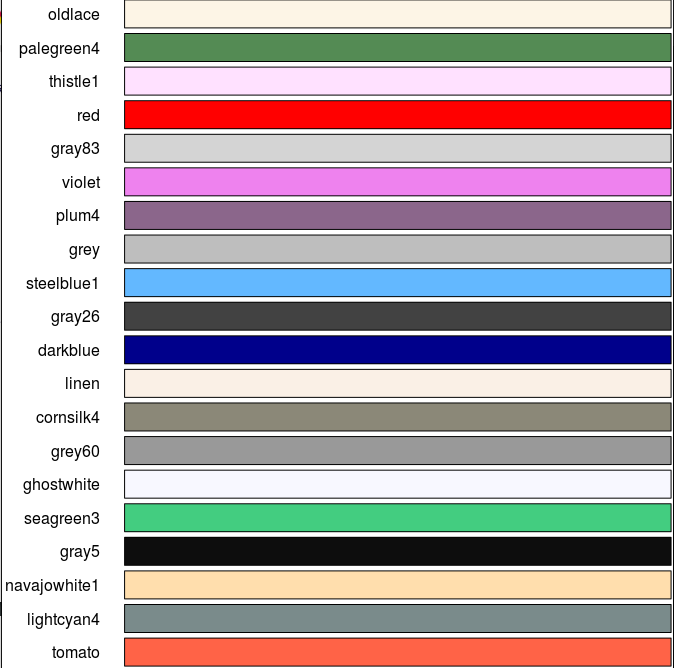 oldlace
palegreen4
thistle1
red
gray83
violet
plum4
grey
steelblue1
gray26
darkblue
linen
cornsilk4
grey60
ghostwhite
seagreen3
gray5
navajowhite1
lightcyan4
tomato